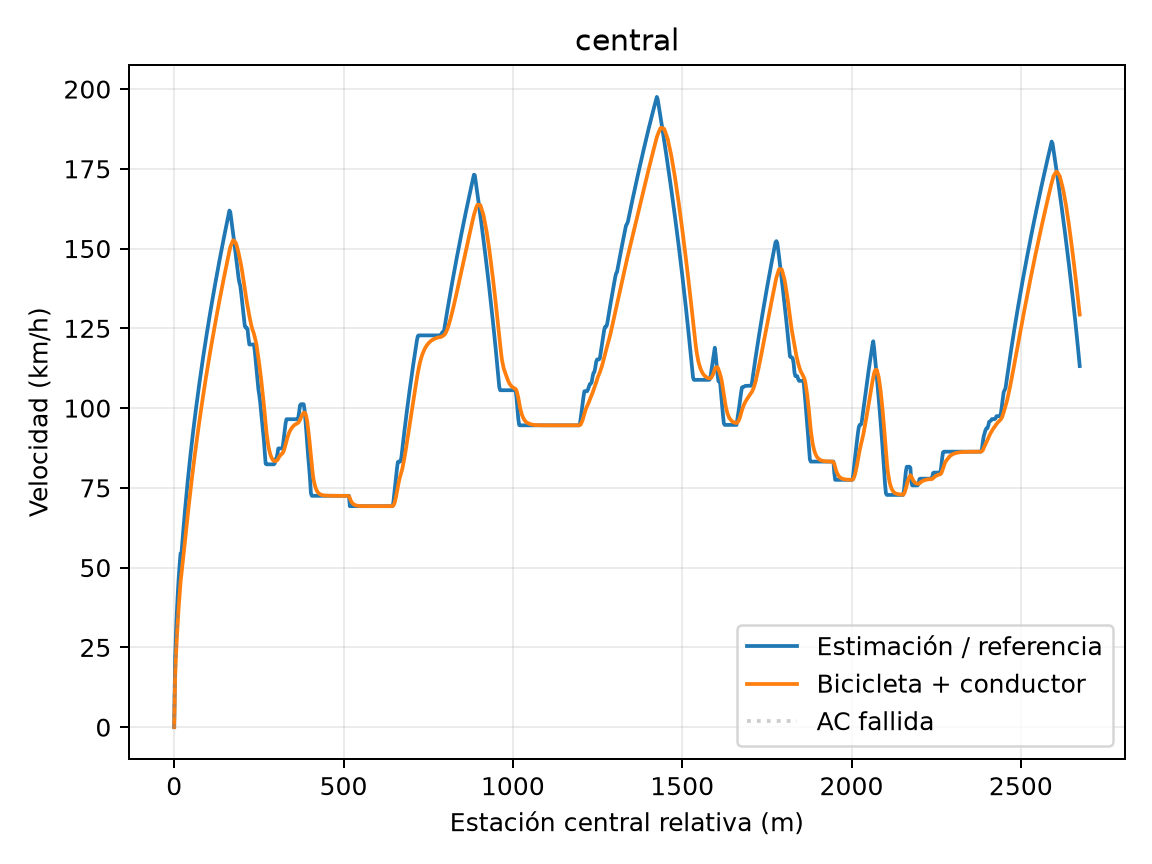 central
200
175
150
125
100
75
50
25
0
Velocidad (km/h)
Estimación / referencia
Bicicleta + conductor
AC fallida
0 500 1000 1500 2000 2500
Estación central relativa (m)